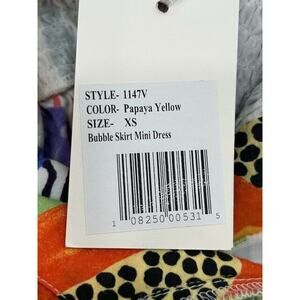 STYLE- 1147V
COLOR- Papaya Yellow
SIZE- XS
Bubble Skirt Mini Dress
1 08250 00531 5